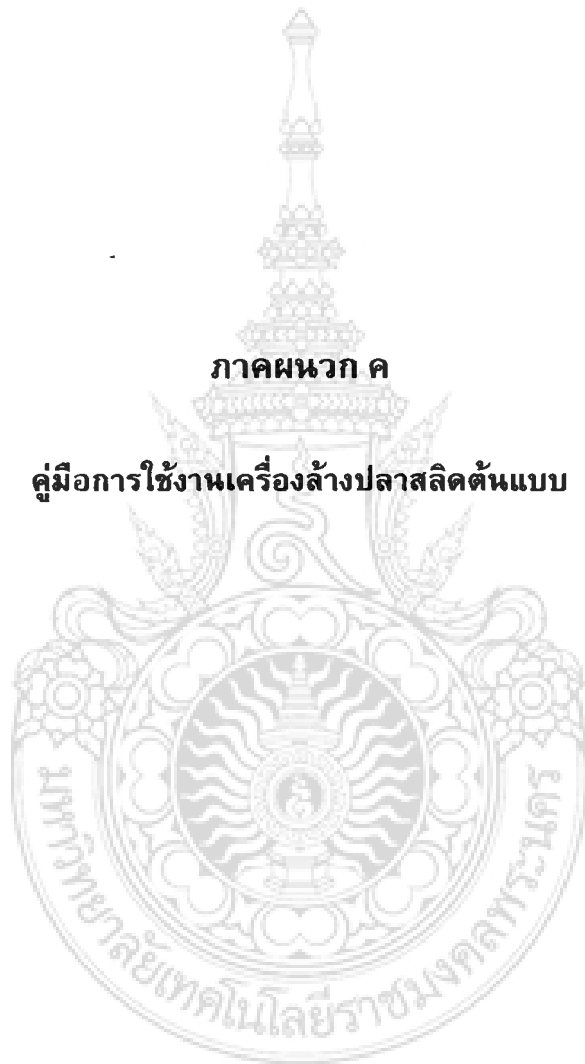 ภาคผนวก ค
คู่มือการใช้งานเครื่องล้างปลาสลิดต้นแบบ
มหาวิทยาลัยเทคโนโลยีราชมงคลพระนคร